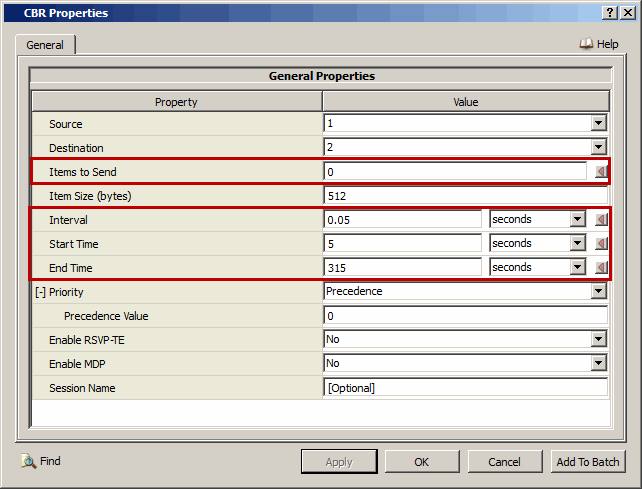 CBR Properties
General
Help
General Properties
Property Value
Source 1
Destination 2
Items to Send 0
Item Size (bytes) 512
Interval 0.05 seconds
Start Time 5 seconds
End Time 315 seconds
[-] Priority Precedence
Precedence Value 0
Enable RSVP-TE No
Enable MDP No
Session Name [Optional]
Find Apply OK Cancel Add To Batch